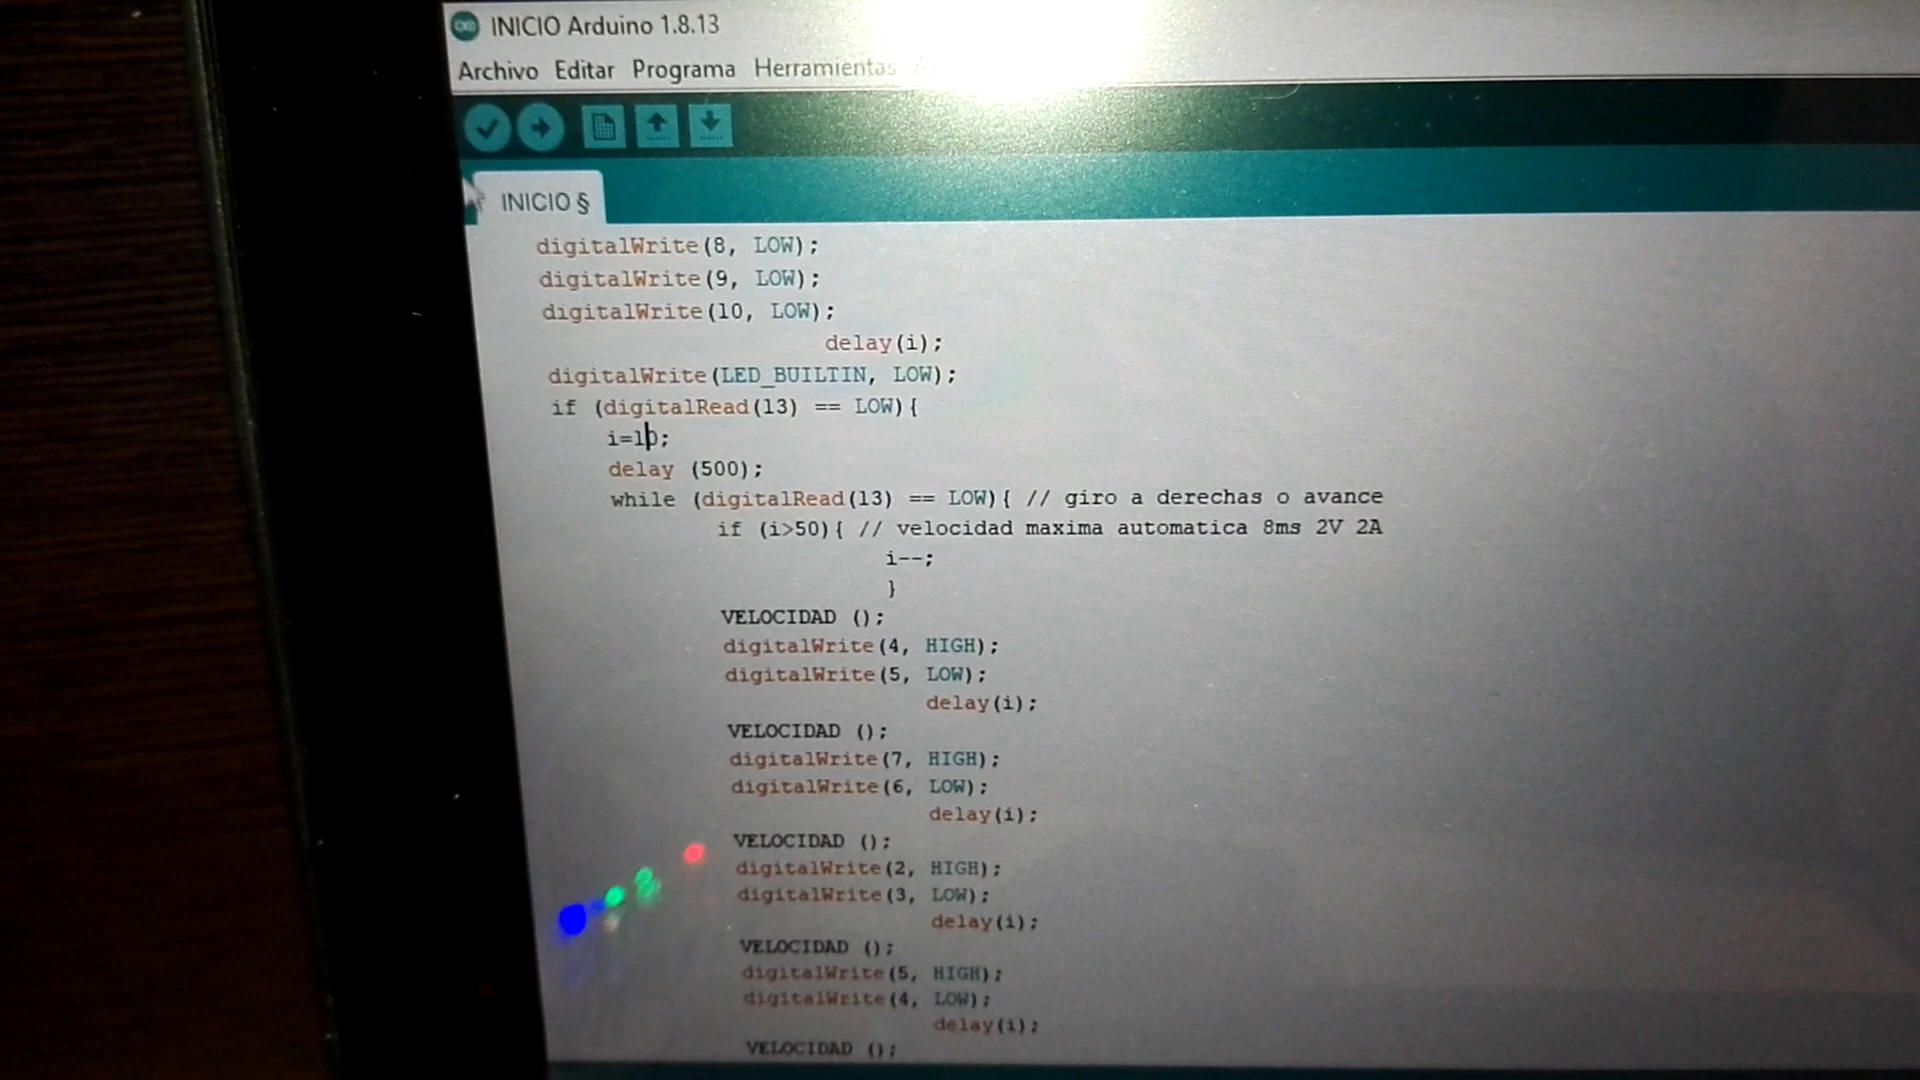 INICIO Arduino 1.8.13
Archivo Editar Programa Herramientas
INICIO §
digitalWrite(8, LOW);
digitalWrite(9, LOW);
digitalWrite(10, LOW);
delay(i);
digitalWrite(LED_BUILTIN, LOW);
if (digitalRead(13) == LOW){
i=10;
delay (500);
while (digitalRead(13) == LOW){ // giro a derechas o avance
if (i>50){ // velocidad maxima automatica 8ms 2V 2A
i--;
}
VELOCIDAD ();
digitalWrite(4, HIGH);
digitalWrite(5, LOW);
delay(i);
VELOCIDAD ();
digitalWrite(7, HIGH);
digitalWrite(6, LOW);
delay(i);
VELOCIDAD ();
digitalWrite(2, HIGH);
digitalWrite(3, LOW);
delay(i);
VELOCIDAD ();
digitalWrite(5, HIGH);
digitalWrite(4, LOW);
delay(i);
VELOCIDAD ();